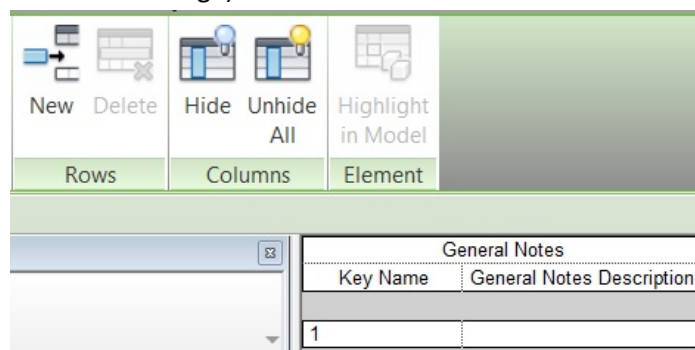 New Delete Hide Unhide All Highlight in Model
Rows Columns Element
General Notes
Key Name General Notes Description
1